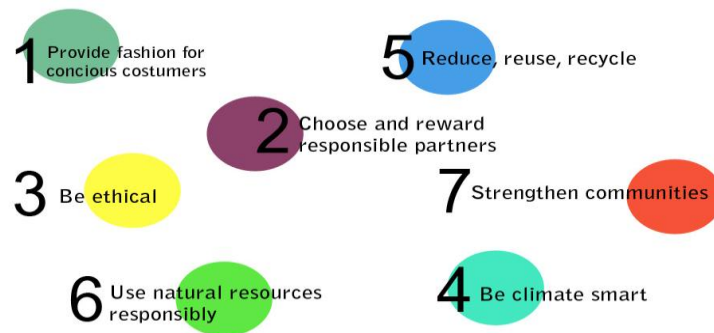 1 Provide fashion for
concious costumers
5 Reduce, reuse, recycle
2 Choose and reward
responsible partners
3 Be ethical
7 Strengthen communities
6 Use natural resources
responsibly
4 Be climate smart